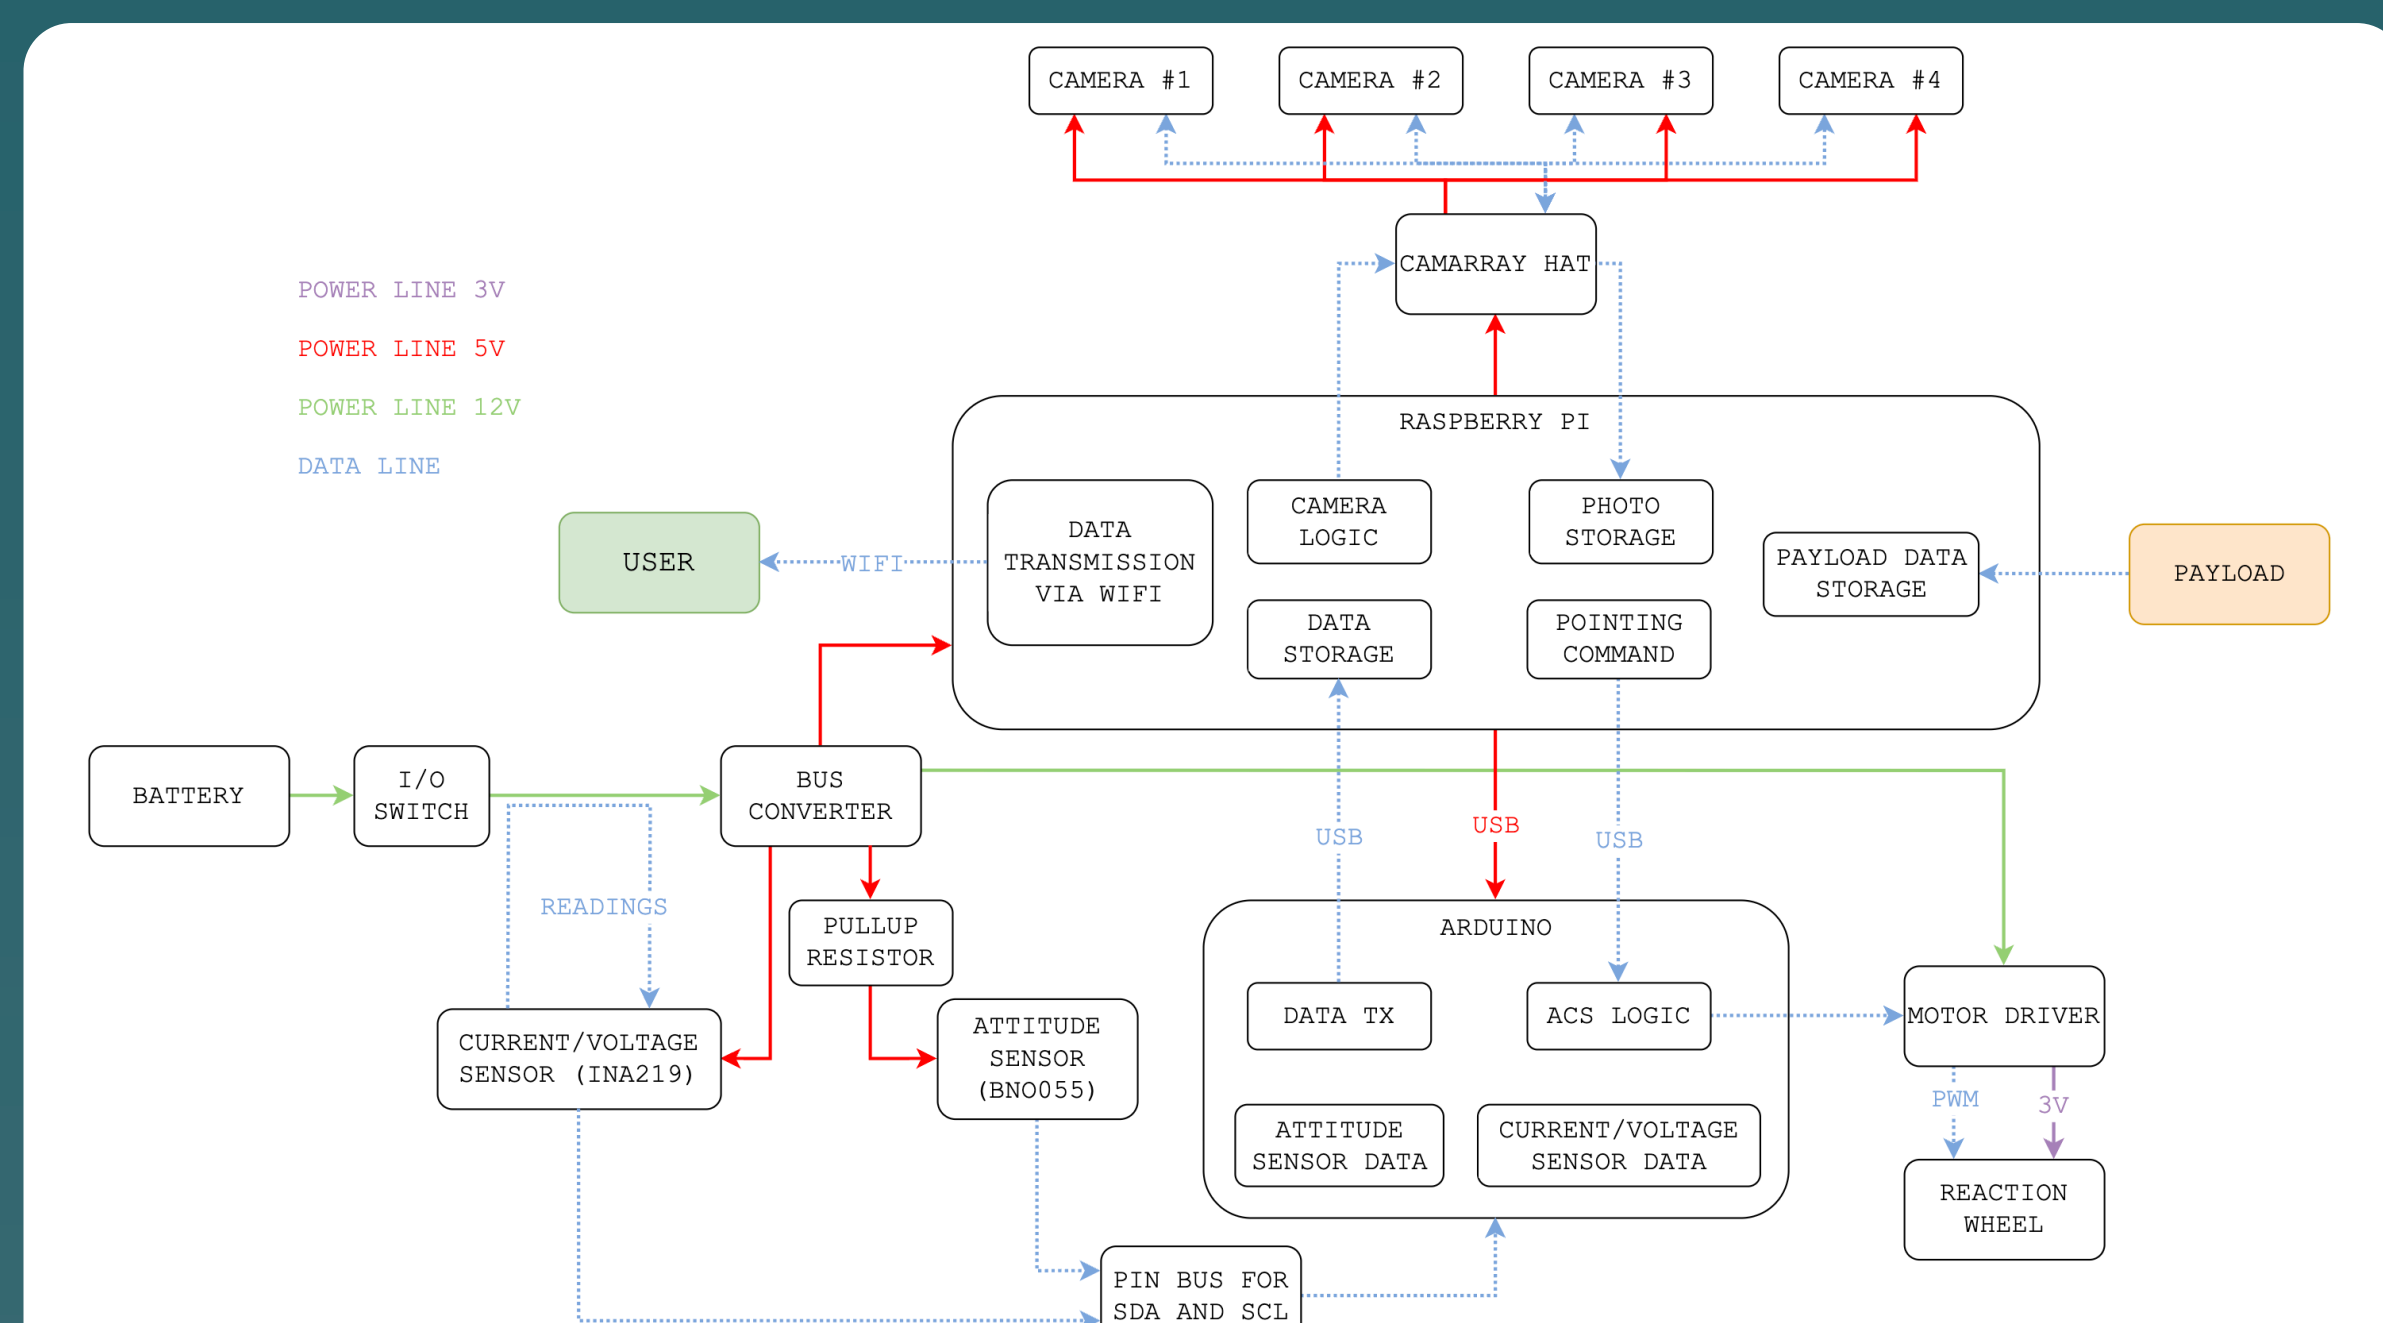 CAMERA #1
CAMERA #2
CAMERA #3
CAMERA #4
CAMARRAY HAT
POWER LINE 3V
POWER LINE 5V
POWER LINE 12V
DATA LINE
RASPBERRY PI
USER
WIFI
DATA
TRANSMISSION
VIA WIFI
CAMERA
LOGIC
PHOTO
STORAGE
PAYLOAD DATA
STORAGE
PAYLOAD
DATA
STORAGE
POINTING
COMMAND
BATTERY
I/O
SWITCH
BUS
CONVERTER
USB
USB
USB
READINGS
PULLUP
RESISTOR
ARDUINO
CURRENT/VOLTAGE
SENSOR (INA219)
ATTITUDE
SENSOR
(BNO055)
DATA TX
ACS LOGIC
MOTOR DRIVER
PWM
3V
ATTITUDE
SENSOR DATA
CURRENT/VOLTAGE
SENSOR DATA
REACTION
WHEEL
PIN BUS FOR
SDA AND SCL